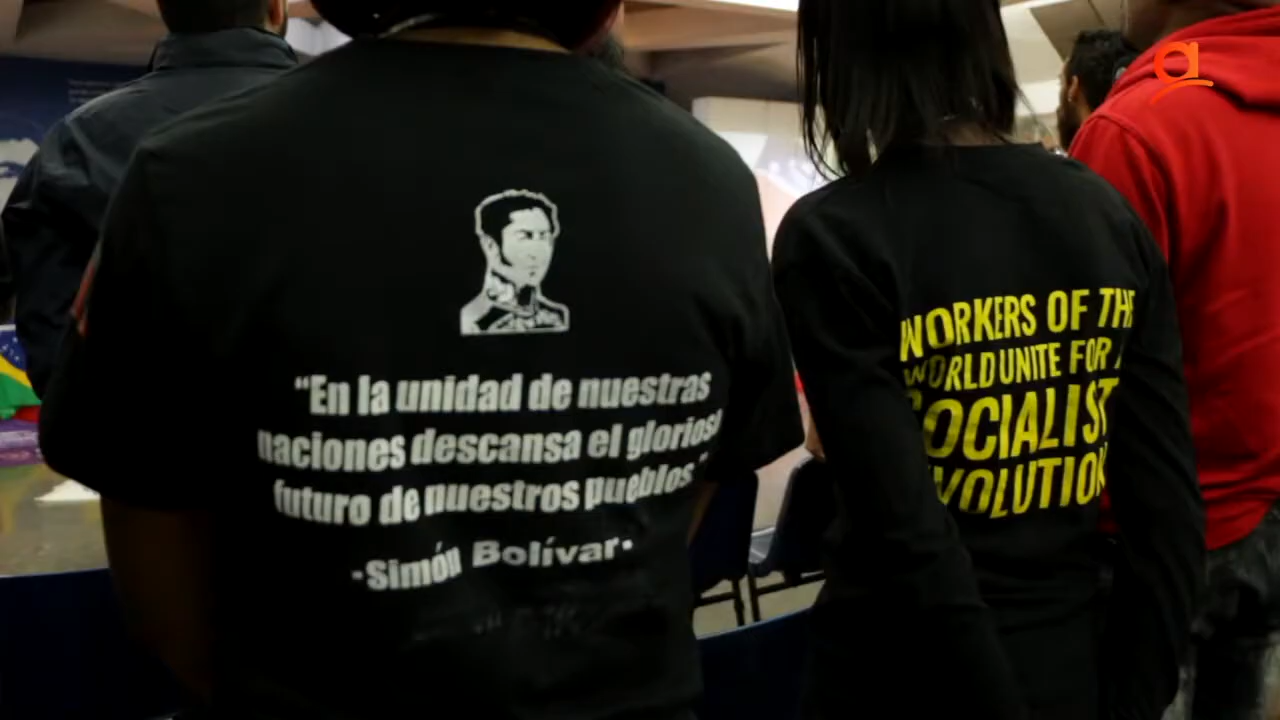 “En la unidad de nuestras
naciones descansa el glorioso
futuro de nuestros pueblos.”
-Simón Bolívar-
WORKERS OF THE
WORLD UNITE FOR A
SOCIALIST
REVOLUTION